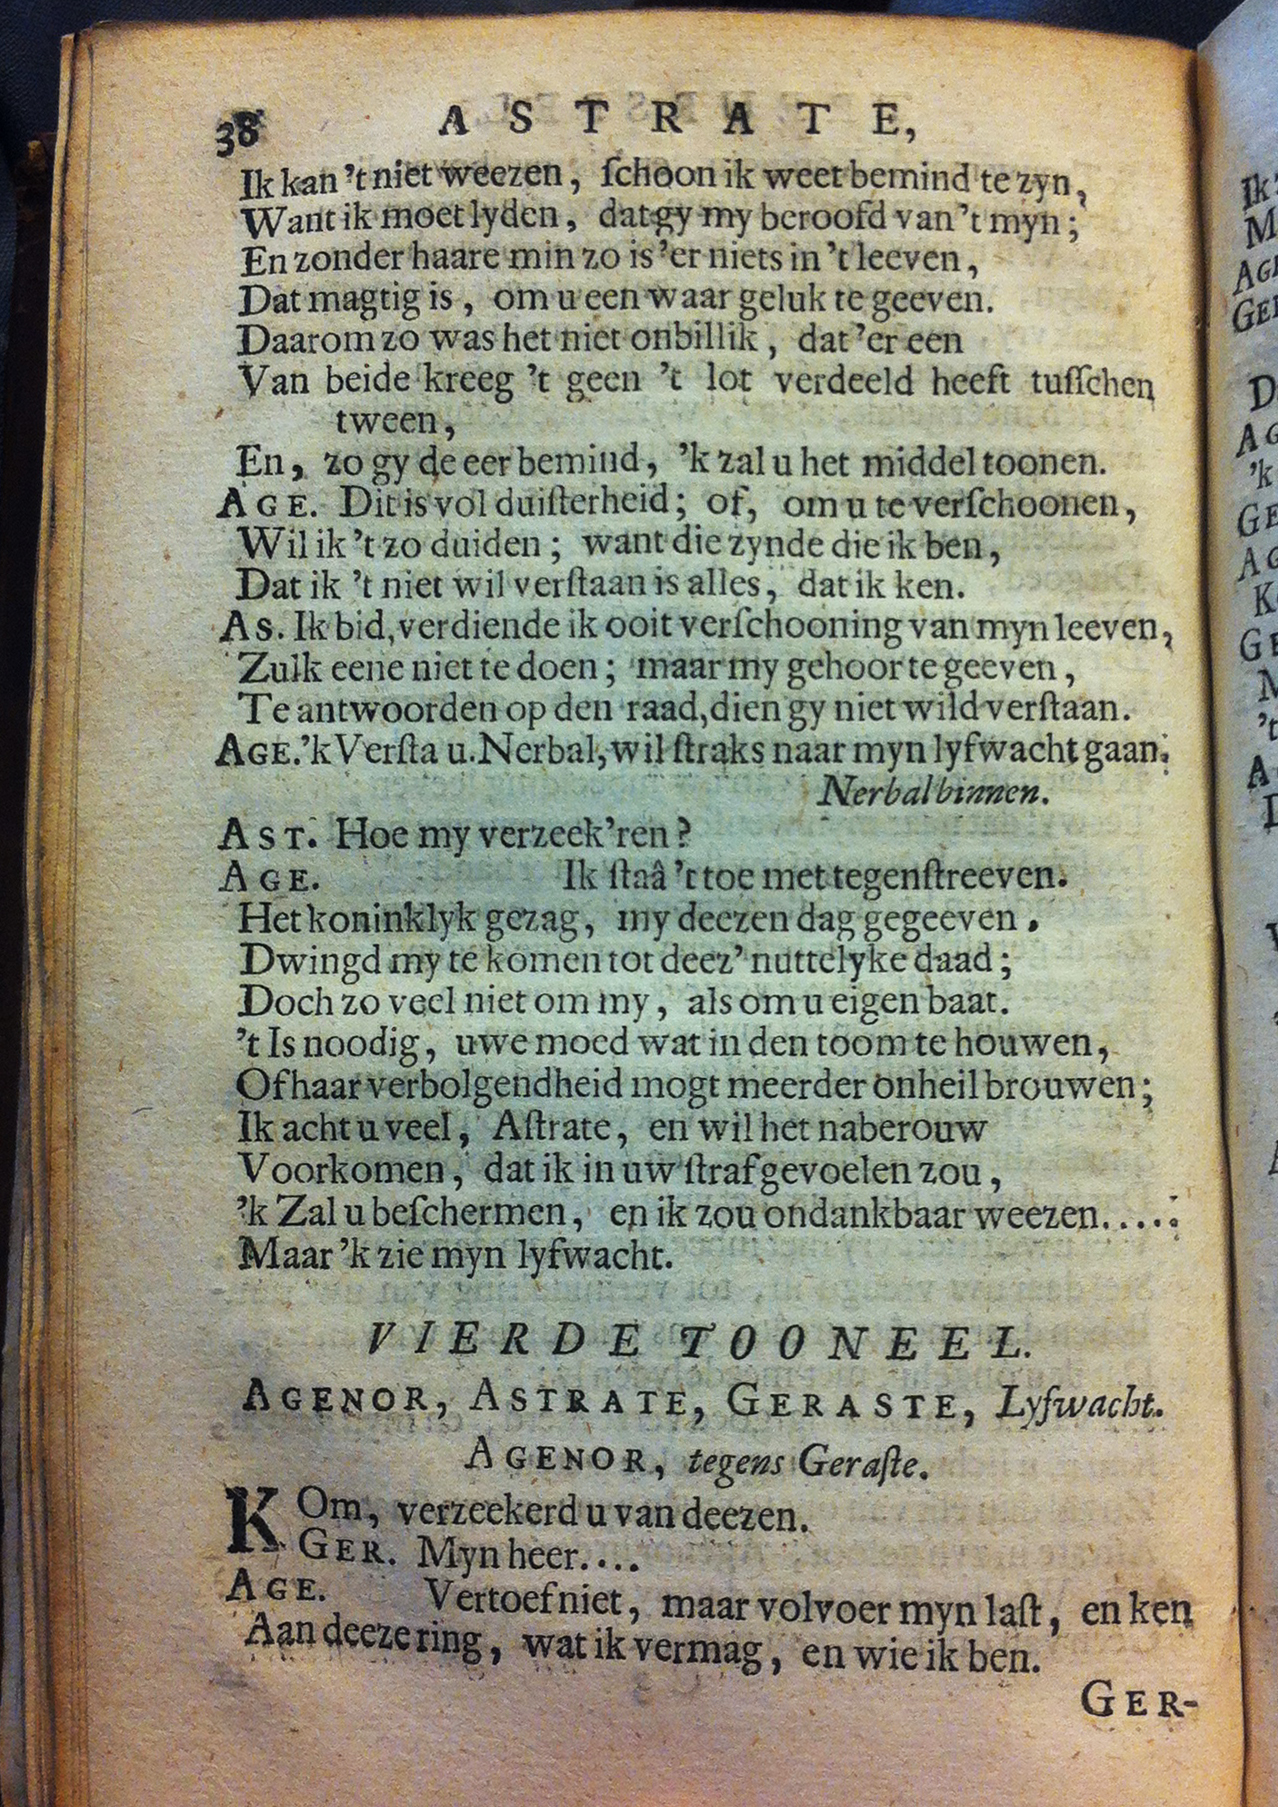 38 ASTRATE,
Ik kan 't niet weezen, ſchoon ik weet bemind te zyn,
Want ik moet lyden, dat gy my beroofd van 't myn;
En zonder haare min zo is 'er niets in 't leeven,
Dat magtig is, om u een waar geluk te geeven.
Daarom zo was het niet onbillik, dat 'er een
Van beide kreeg 't geen 't lot verdeeld heeft tuſſchen
tween,
En, zo gy de eer bemind, 'k zal u het middel toonen.
AGE. Dit is vol duiſterheid; of, om u te verſchoonen,
Wil ik 't zo duiden; want die zynde die ik ben,
Dat ik 't niet wil verſtaan is alles, dat ik ken.
AS. Ik bid, verdiende ik ooit verſchooning van myn leeven,
Zulk eene niet te doen; maar my gehoor te geeven,
Te antwoorden op den raad, dien gy niet wild verſtaan.
AGE. 'k Verſta u. Nerbal, wil ſtraks naar myn lyfwacht gaan.
Nerbal binnen.
AST. Hoe my verzeek'ren?
AGE. Ik ſtaâ 't toe met tegenſtreeven.
Het koninklyk gezag, my deezen dag gegeeven.
Dwingd my te komen tot deez' nuttelyke daad;
Doch zo veel niet om my, als om u eigen baat.
't Is noodig, uwe moed wat in den toom te houwen,
Of haar verbolgendheid mogt meerder onheil brouwen;
Ik acht u veel, Aſtrate, en wil het naberouw
Voorkomen, dat ik in uw ſtraf gevoelen zou,
'k Zal u beſchermen, en ik zou ondankbaar weezen.....
Maar 'k zie myn lyfwacht.
VIERDE TOONEEL.
AGENOR, ASTRATE, GERASTE, Lyfwacht.
AGENOR, tegens Geraſte.
KOm, verzeekerd u van deezen.
GER. Myn heer....
AGE. Vertoef niet, maar volvoer myn laſt, en ken
Aan deeze ring, wat ik vermag, en wie ik ben.
GER-